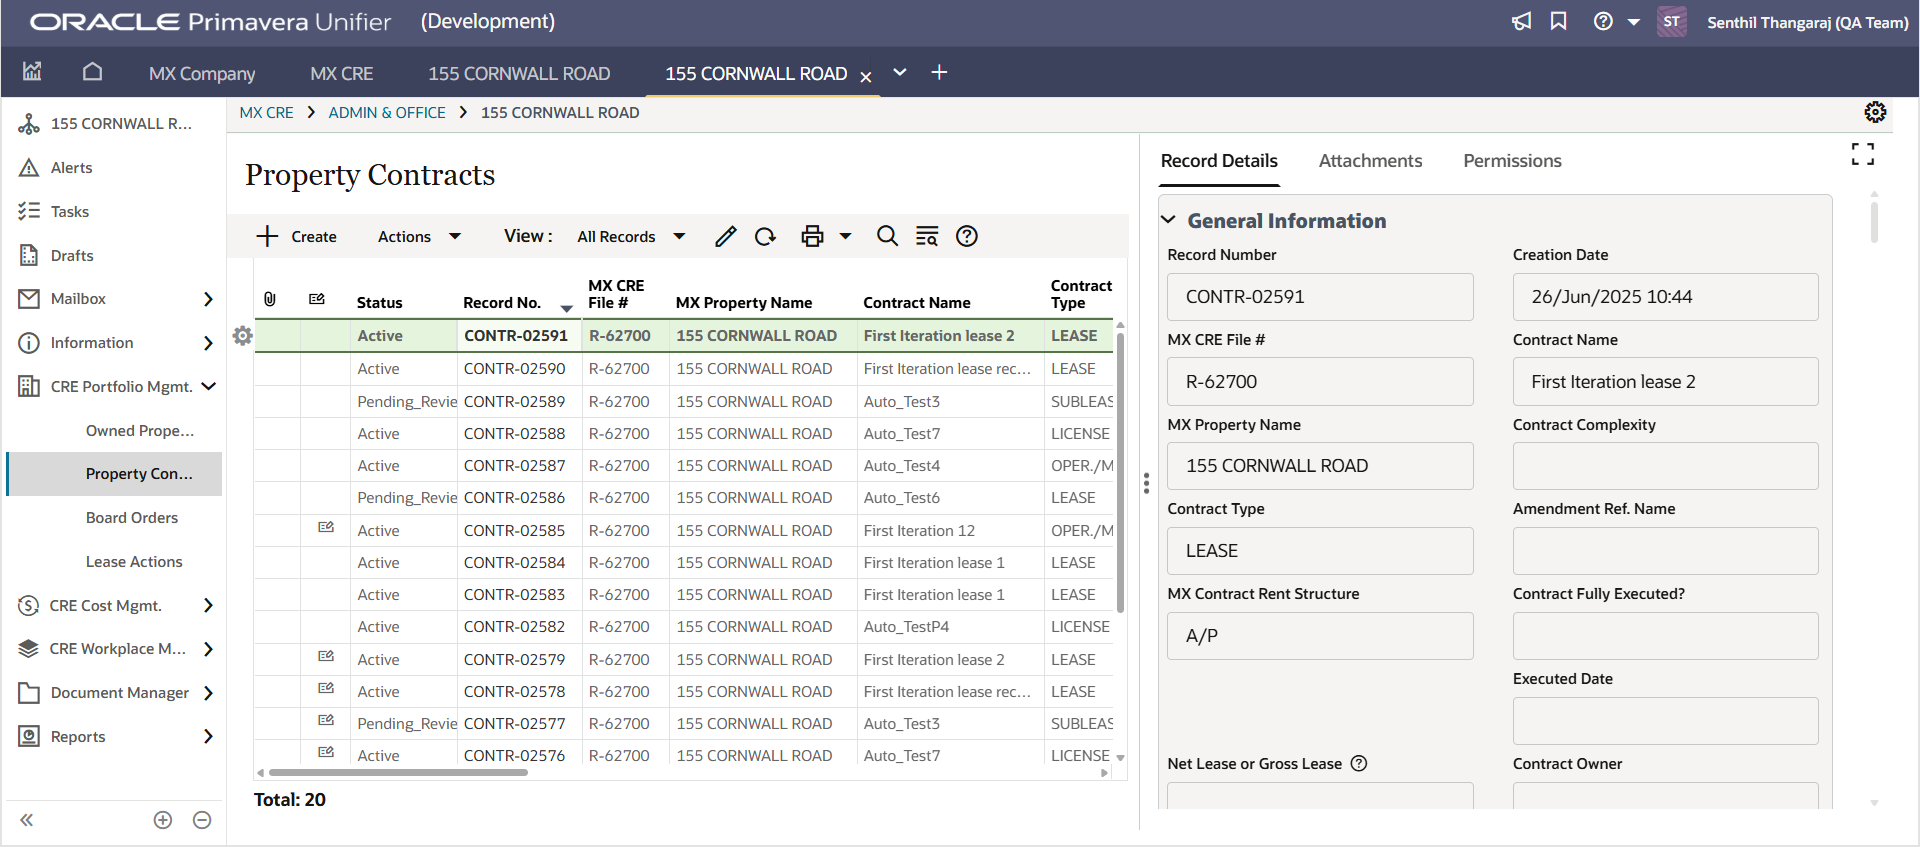 ORACLE Primavera Unifier (Development)
ST Senthil Thangaraj (QA Team)
MX Company MX CRE 155 CORNWALL ROAD 155 CORNWALL ROAD
155 CORNWALL R...
Alerts
Tasks
Drafts
Mailbox
Information
CRE Portfolio Mgmt.
Owned Prope...
Property Con...
Board Orders
Lease Actions
CRE Cost Mgmt.
CRE Workplace M...
Document Manager
Reports
MX CRE > ADMIN & OFFICE > 155 CORNWALL ROAD
Property Contracts
Create Actions View : All Records
Status Record No. MX CRE File # MX Property Name Contract Name Contract Type
Active CONTR-02591 R-62700 155 CORNWALL ROAD First Iteration lease 2 LEASE
Active CONTR-02590 R-62700 155 CORNWALL ROAD First Iteration lease rec... LEASE
Pending_Revie CONTR-02589 R-62700 155 CORNWALL ROAD Auto_Test3 SUBLEAS
Active CONTR-02588 R-62700 155 CORNWALL ROAD Auto_Test7 LICENSE
Active CONTR-02587 R-62700 155 CORNWALL ROAD Auto_Test4 OPER./M
Pending_Revie CONTR-02586 R-62700 155 CORNWALL ROAD Auto_Test6 LEASE
Active CONTR-02585 R-62700 155 CORNWALL ROAD First Iteration 12 OPER./M
Active CONTR-02584 R-62700 155 CORNWALL ROAD First Iteration lease 1 LEASE
Active CONTR-02583 R-62700 155 CORNWALL ROAD First Iteration lease 1 LEASE
Active CONTR-02582 R-62700 155 CORNWALL ROAD Auto_TestP4 LICENSE
Active CONTR-02579 R-62700 155 CORNWALL ROAD First Iteration lease 2 LEASE
Active CONTR-02578 R-62700 155 CORNWALL ROAD First Iteration lease rec... LEASE
Pending_Revie CONTR-02577 R-62700 155 CORNWALL ROAD Auto_Test3 SUBLEAS
Active CONTR-02576 R-62700 155 CORNWALL ROAD Auto_Test7 LICENSE
Total: 20
Record Details Attachments Permissions
General Information
Record Number Creation Date
CONTR-02591 26/Jun/2025 10:44
MX CRE File # Contract Name
R-62700 First Iteration lease 2
MX Property Name Contract Complexity
155 CORNWALL ROAD
Contract Type Amendment Ref. Name
LEASE
MX Contract Rent Structure Contract Fully Executed?
A/P
Executed Date
Net Lease or Gross Lease Contract Owner